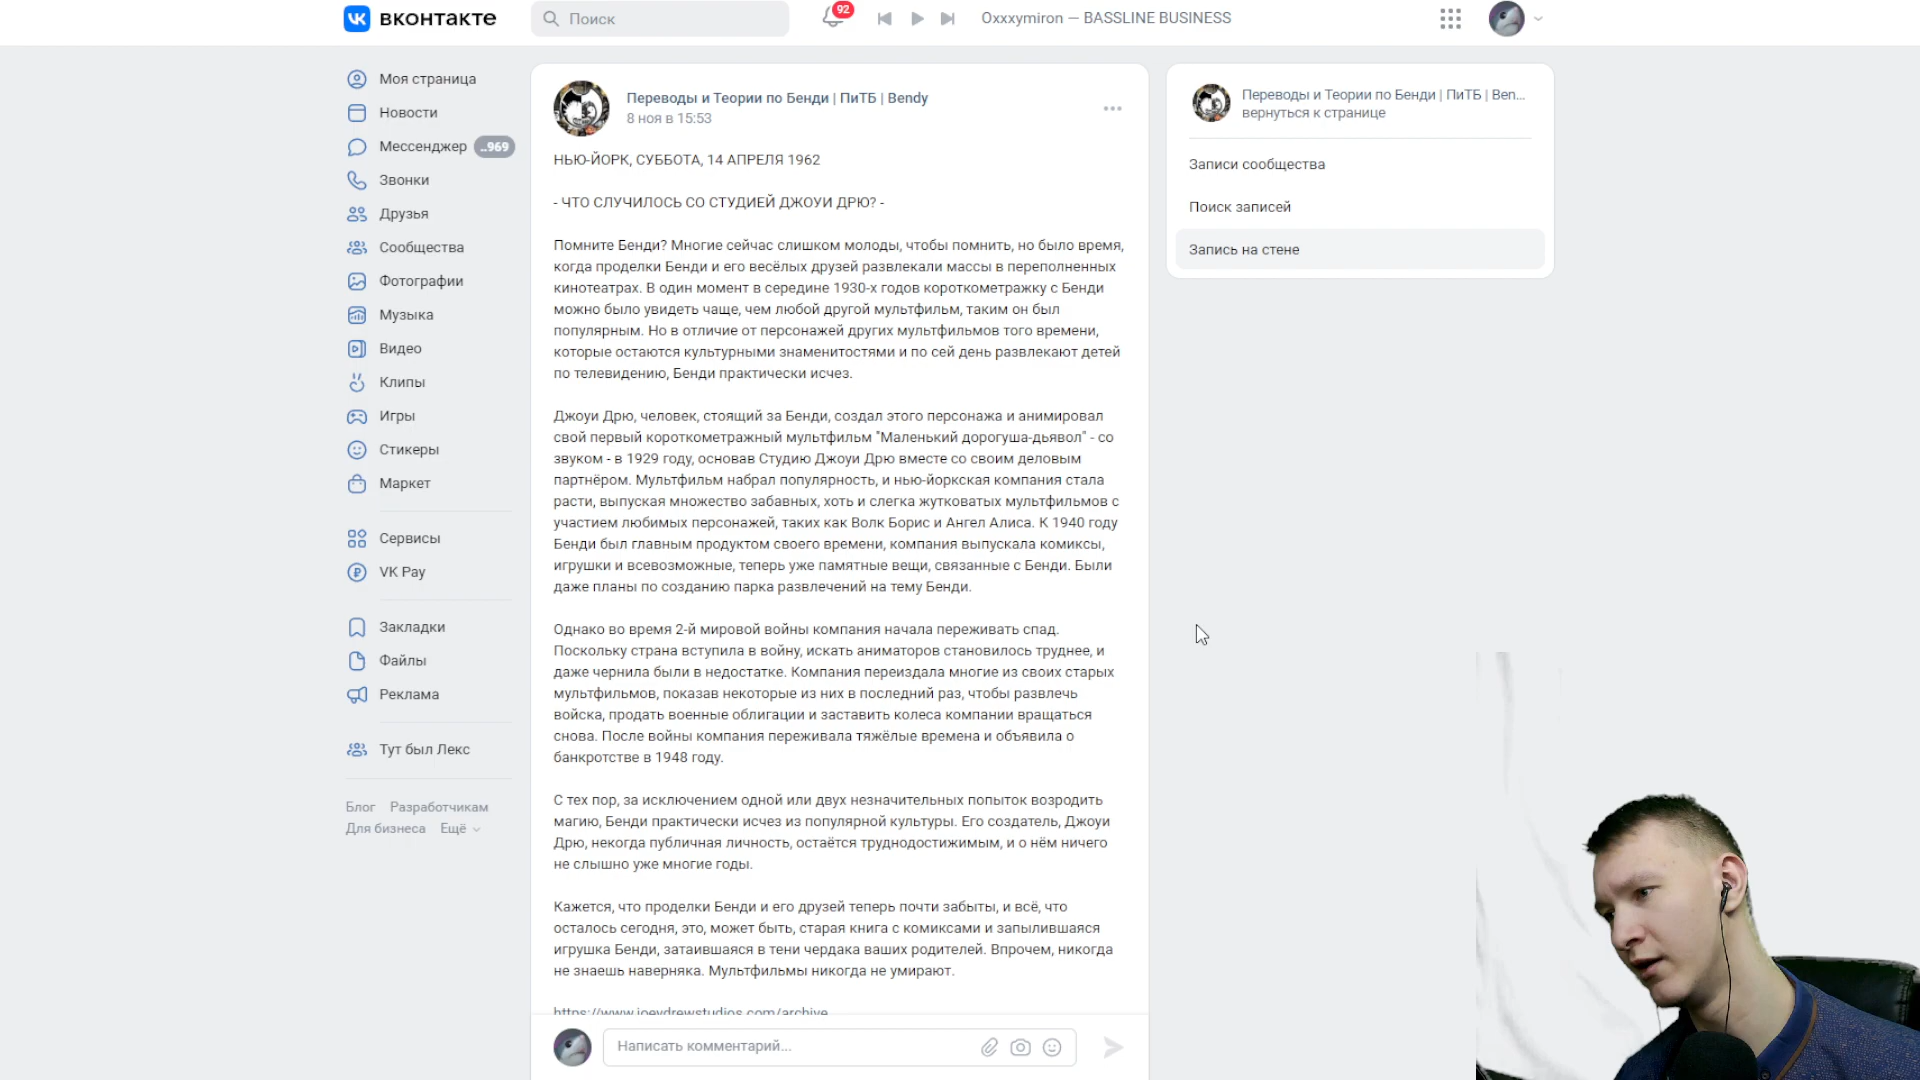 вконтакте
Поиск
92
Oxxxymiron — BASSLINE BUSINESS
Моя страница
Новости
Мессенджер ..969
Звонки
Друзья
Сообщества
Фотографии
Музыка
Видео
Клипы
Игры
Стикеры
Маркет
Сервисы
VK Pay
Закладки
Файлы
Реклама
Тут был Лекс
Блог Разработчикам
Для бизнеса Ещё
Переводы и Теории по Бенди | ПиТБ | Bendy
8 ноя в 15:53
НЬЮ-ЙОРК, СУББОТА, 14 АПРЕЛЯ 1962
- ЧТО СЛУЧИЛОСЬ СО СТУДИЕЙ ДЖОУИ ДРЮ? -
Помните Бенди? Многие сейчас слишком молоды, чтобы помнить, но было время,
когда проделки Бенди и его весёлых друзей развлекали массы в переполненных
кинотеатрах. В один момент в середине 1930-х годов короткометражку с Бенди
можно было увидеть чаще, чем любой другой мультфильм, таким он был
популярным. Но в отличие от персонажей других мультфильмов того времени,
которые остаются культурными знаменитостями и по сей день развлекают детей
по телевидению, Бенди практически исчез.
Джоуи Дрю, человек, стоящий за Бенди, создал этого персонажа и анимировал
свой первый короткометражный мультфильм "Маленький дорогуша-дьявол" - со
звуком - в 1929 году, основав Студию Джоуи Дрю вместе со своим деловым
партнёром. Мультфильм набрал популярность, и нью-йоркская компания стала
расти, выпуская множество забавных, хоть и слегка жутковатых мультфильмов с
участием любимых персонажей, таких как Волк Борис и Ангел Алиса. К 1940 году
Бенди был главным продуктом своего времени, компания выпускала комиксы,
игрушки и всевозможные, теперь уже памятные вещи, связанные с Бенди. Были
даже планы по созданию парка развлечений на тему Бенди.
Однако во время 2-й мировой войны компания начала переживать спад.
Поскольку страна вступила в войну, искать аниматоров становилось труднее, и
даже чернила были в недостатке. Компания переиздала многие из своих старых
мультфильмов, показав некоторые из них в последний раз, чтобы развлечь
войска, продать военные облигации и заставить колеса компании вращаться
снова. После войны компания переживала тяжёлые времена и объявила о
банкротстве в 1948 году.
С тех пор, за исключением одной или двух незначительных попыток возродить
магию, Бенди практически исчез из популярной культуры. Его создатель, Джоуи
Дрю, некогда публичная личность, остаётся труднодостижимым, и о нём ничего
не слышно уже многие годы.
Кажется, что проделки Бенди и его друзей теперь почти забыты, и всё, что
осталось сегодня, это, может быть, старая книга с комиксами и запылившаяся
игрушка Бенди, затаившаяся в тени чердака ваших родителей. Впрочем, никогда
не знаешь наверняка. Мультфильмы никогда не умирают.
https://www.joeydrewstudios.com/archive
Написать комментарий...
Переводы и Теории по Бенди | ПиТБ | Ben...
вернуться к странице
Записи сообщества
Поиск записей
Запись на стене